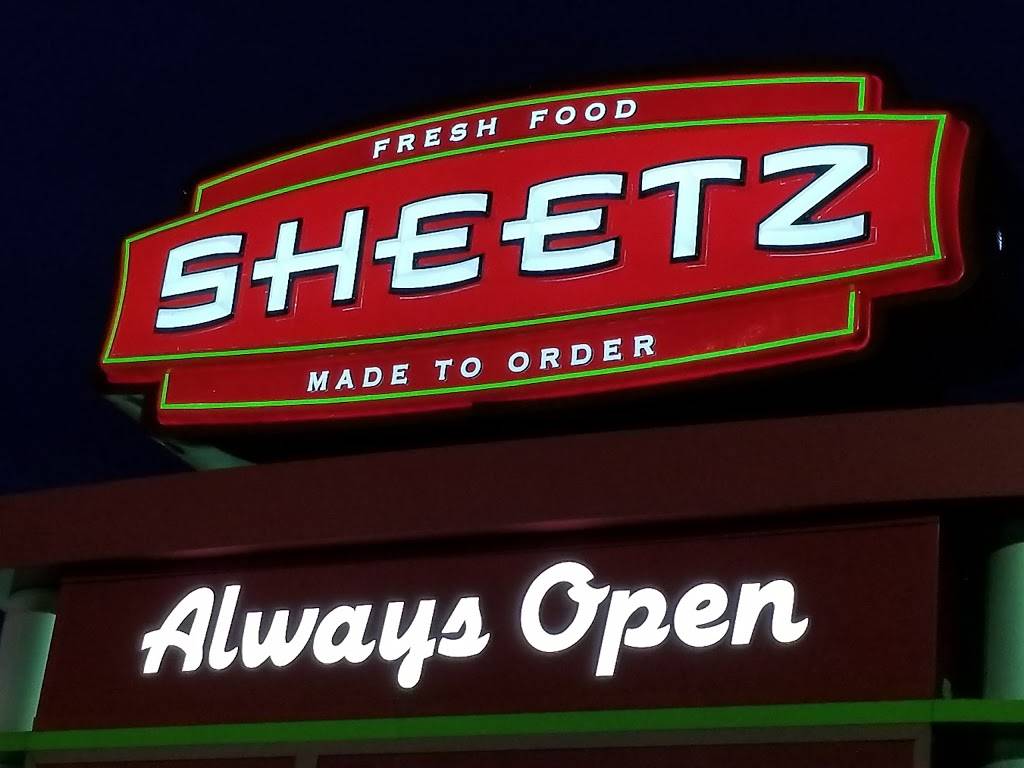 FRESH FOOD
SHEETZ
MADE TO ORDER
Always Open